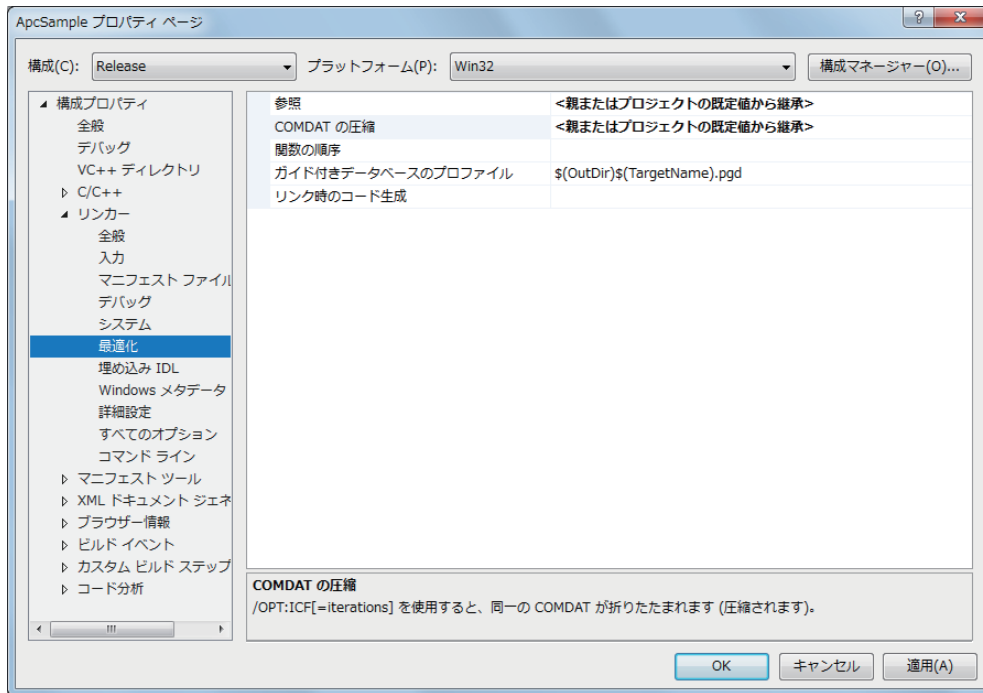 ApcSample プロパティ ページ
構成(C): Release プラットフォーム(P): Win32 構成マネージャー(O)...
構成プロパティ
全般
デバッグ
VC++ ディレクトリ
C/C++
リンカー
全般
入力
マニフェスト ファイル
デバッグ
システム
最適化
埋め込み IDL
Windows メタデータ
詳細設定
すべてのオプション
コマンド ライン
マニフェスト ツール
XML ドキュメント ジェネ
ブラウザー情報
ビルド イベント
カスタム ビルド ステップ
コード分析
参照 <親またはプロジェクトの既定値から継承>
COMDAT の圧縮 <親またはプロジェクトの既定値から継承>
関数の順序
ガイド付きデータベースのプロファイル $(OutDir)$(TargetName).pgd
リンク時のコード生成
COMDAT の圧縮
/OPT:ICF[=iterations] を使用すると、同一の COMDAT が折りたたまれます (圧縮されます)。
OK キャンセル 適用(A)